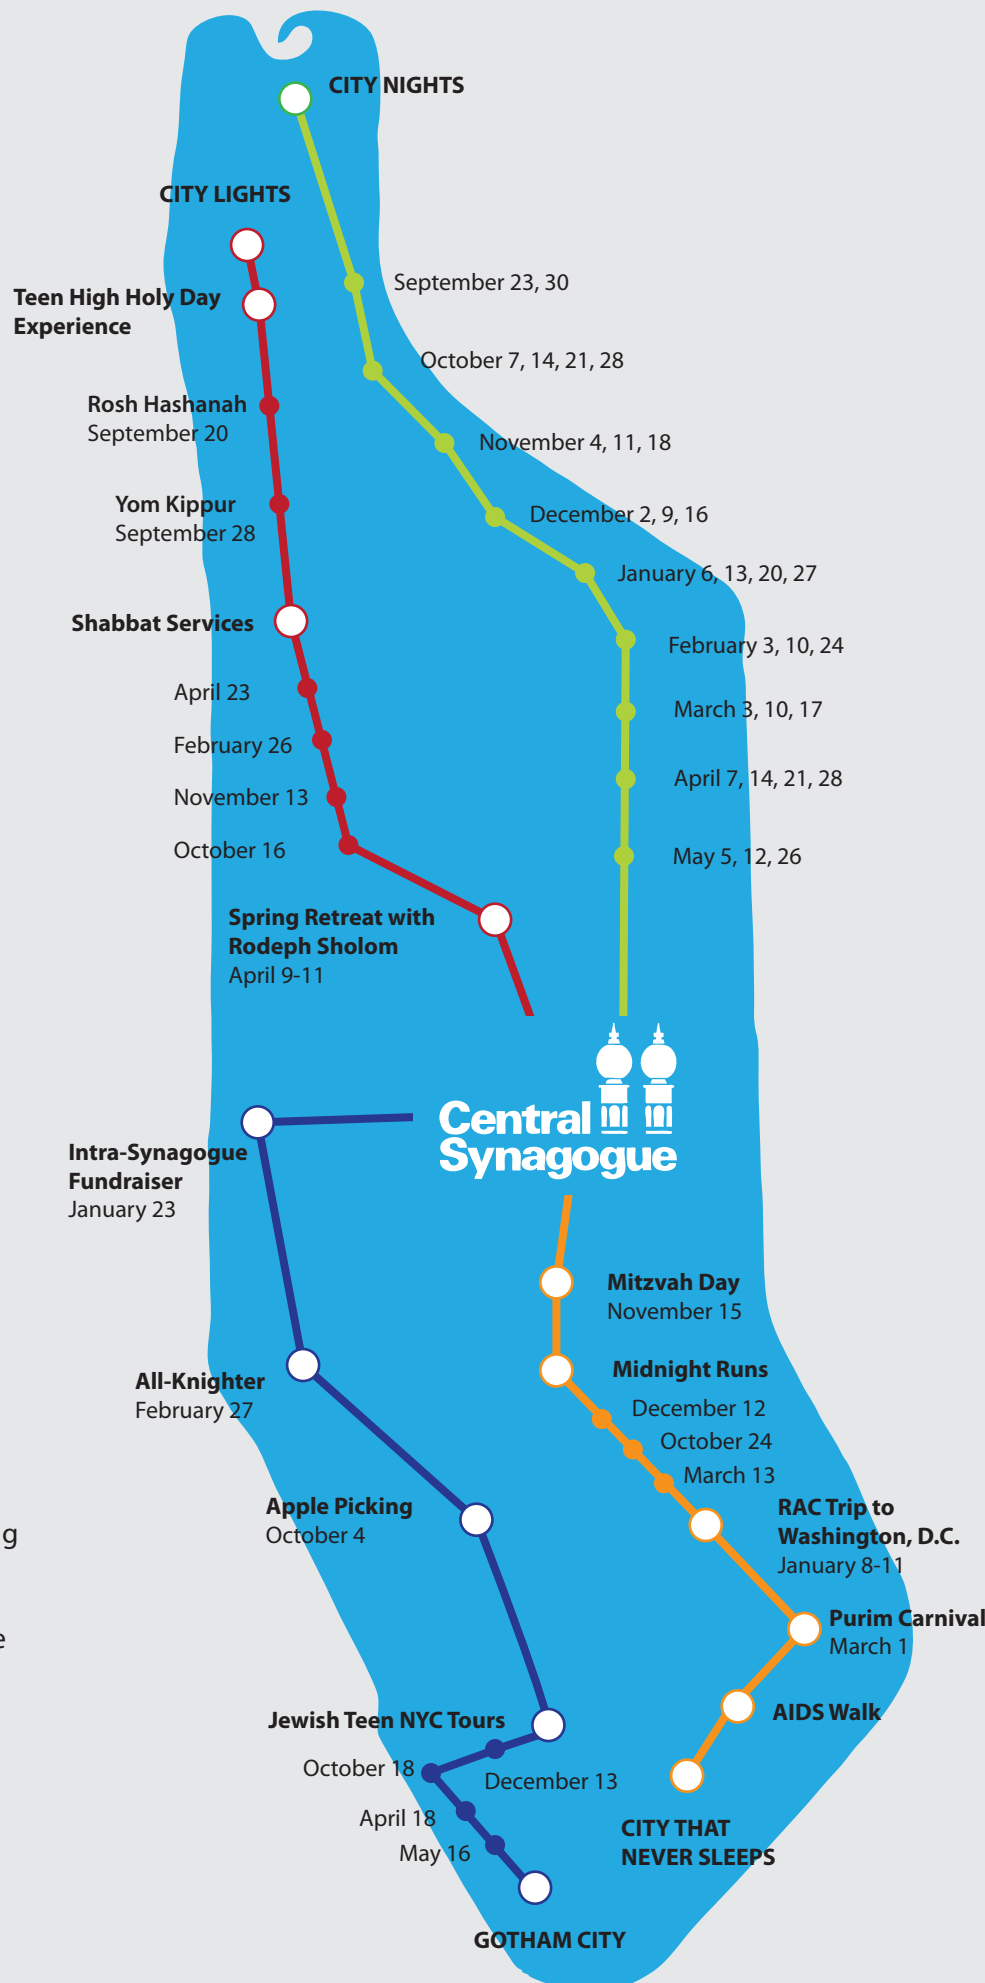 CITY NIGHTS
CITY LIGHTS
September 23, 30
Teen High Holy Day
Experience
October 7, 14, 21, 28
Rosh Hashanah
September 20
November 4, 11, 18
Yom Kippur
September 28
December 2, 9, 16
January 6, 13, 20, 27
Shabbat Services
February 3, 10, 24
April 23
March 3, 10, 17
February 26
April 7, 14, 21, 28
November 13
October 16
May 5, 12, 26
Spring Retreat with
Rodeph Sholom
April 9-11
Central
Synagogue
Intra-Synagogue
Fundraiser
January 23
Mitzvah Day
November 15
All-Knighter
February 27
Midnight Runs
December 12
October 24
March 13
Apple Picking
October 4
RAC Trip to
Washington, D.C.
January 8-11
g
Purim Carnival
March 1
e
AIDS Walk
Jewish Teen NYC Tours
October 18
December 13
April 18
May 16
CITY THAT
NEVER SLEEPS
GOTHAM CITY